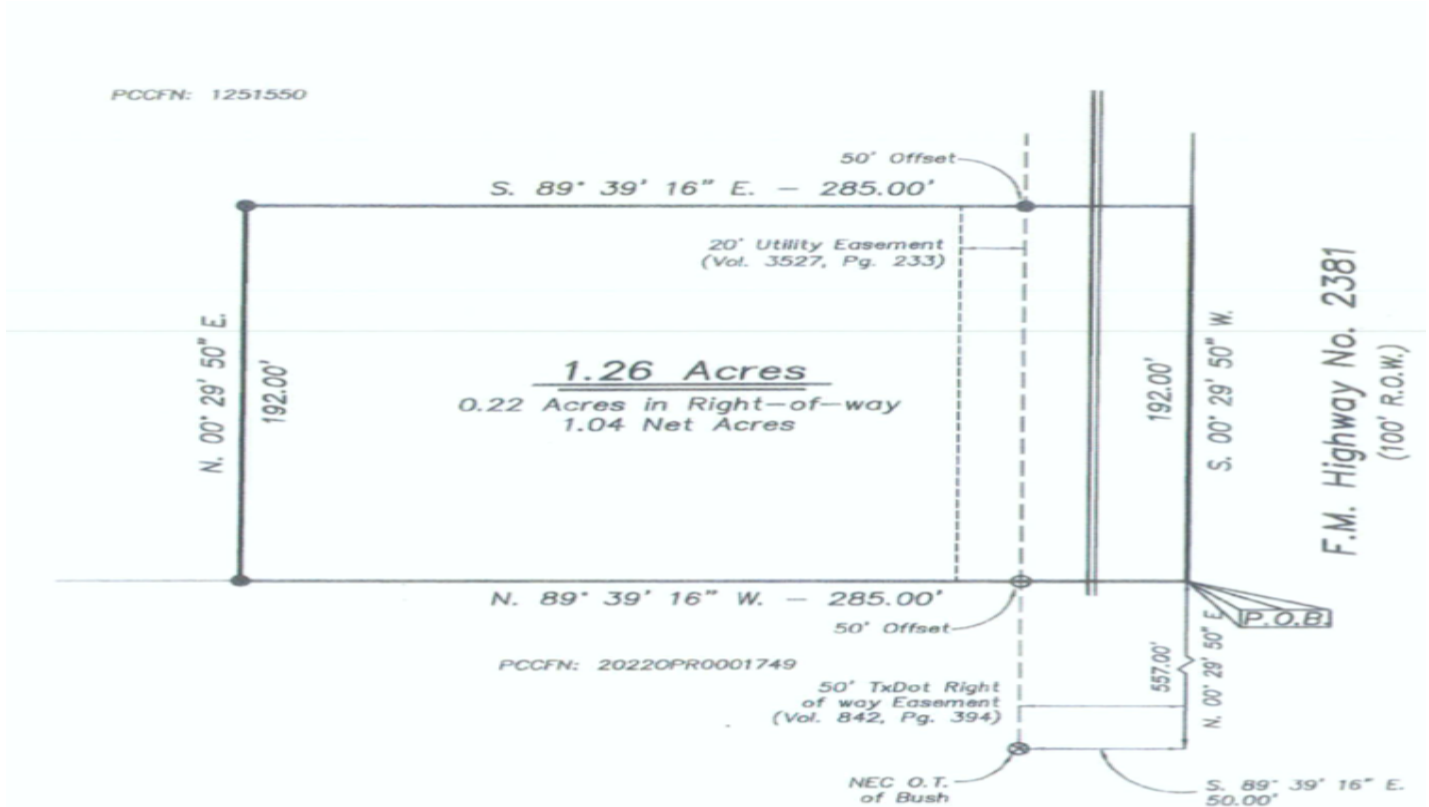 PCCFN: 1251550
50' Offset
S. 89° 39' 16" E. - 285.00'
20' Utility Easement
(Vol. 3527, Pg. 233)
N. 00° 29' 50" E.
192.00'
1.26 Acres
0.22 Acres in Right-of-way
1.04 Net Acres
192.00'
S. 00° 29' 50" W.
F.M. Highway No. 2381
(100' R.O.W.)
N. 89° 39' 16" W. - 285.00'
P.O.B.
50' Offset
PCCFN: 2022OPR0001749
557.00'
N. 00° 29' 50" E
50' TxDot Right
of way Easement
(Vol. 842, Pg. 394)
NEC O.T.
of Bush
S. 89° 39' 16" E.
50.00'